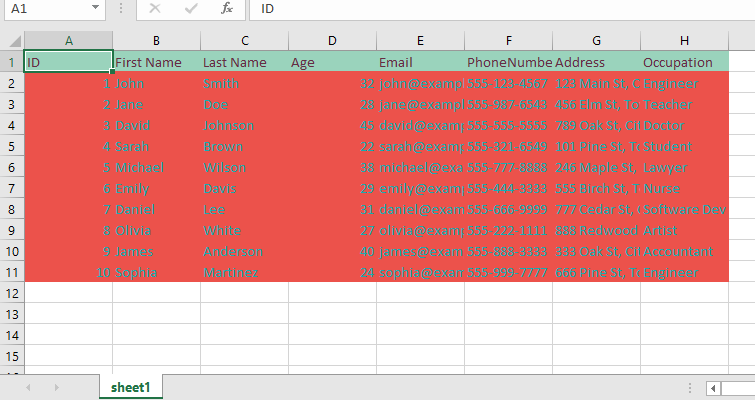 A1 fx ID
A B C D E F G H
1 ID First Name Last Name Age Email PhoneNumbe Address Occupation
2 1 John Smith 32 john@exampl 555-123-4567 123 Main St, C Engineer
3 2 Jane Doe 28 jane@exampl 555-987-6543 456 Elm St, To Teacher
4 3 David Johnson 45 david@examp 555-555-5555 789 Oak St, Cit Doctor
5 4 Sarah Brown 22 sarah@examp 555-321-6549 101 Pine St, To Student
6 5 Michael Wilson 38 michael@exa 555-777-8888 246 Maple St, Lawyer
7 6 Emily Davis 29 emily@examp 555-444-3333 555 Birch St, T Nurse
8 7 Daniel Lee 31 daniel@exam 555-666-9999 777 Cedar St, Software Dev
9 8 Olivia White 27 olivia@exam 555-222-1111 888 Redwood Artist
10 9 James Anderson 40 james@exam 555-888-3333 333 Oak St, Cit Accountant
11 10 Sophia Martinez 24 sophia@exam 555-999-7777 666 Pine St, To Engineer
12
13
14
15
sheet1